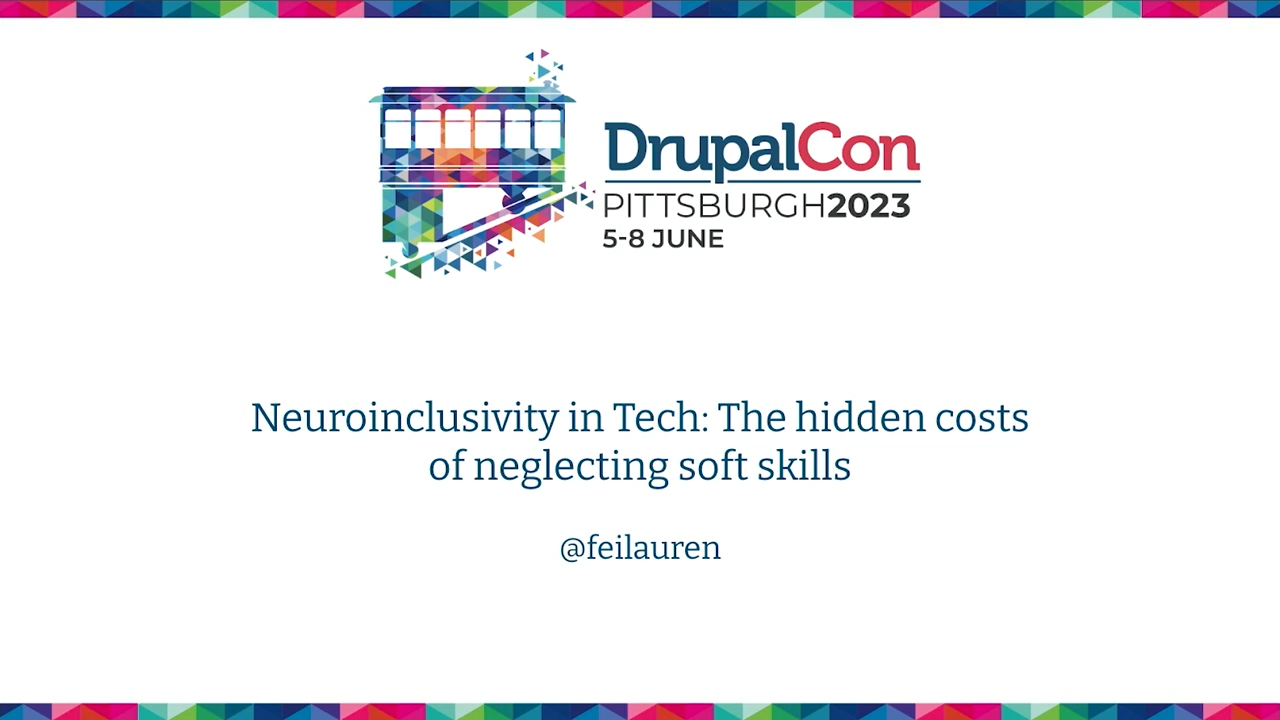 DrupalCon
PITTSBURGH2023
5-8 JUNE
Neuroinclusivity in Tech: The hidden costs
of neglecting soft skills
@feilauren